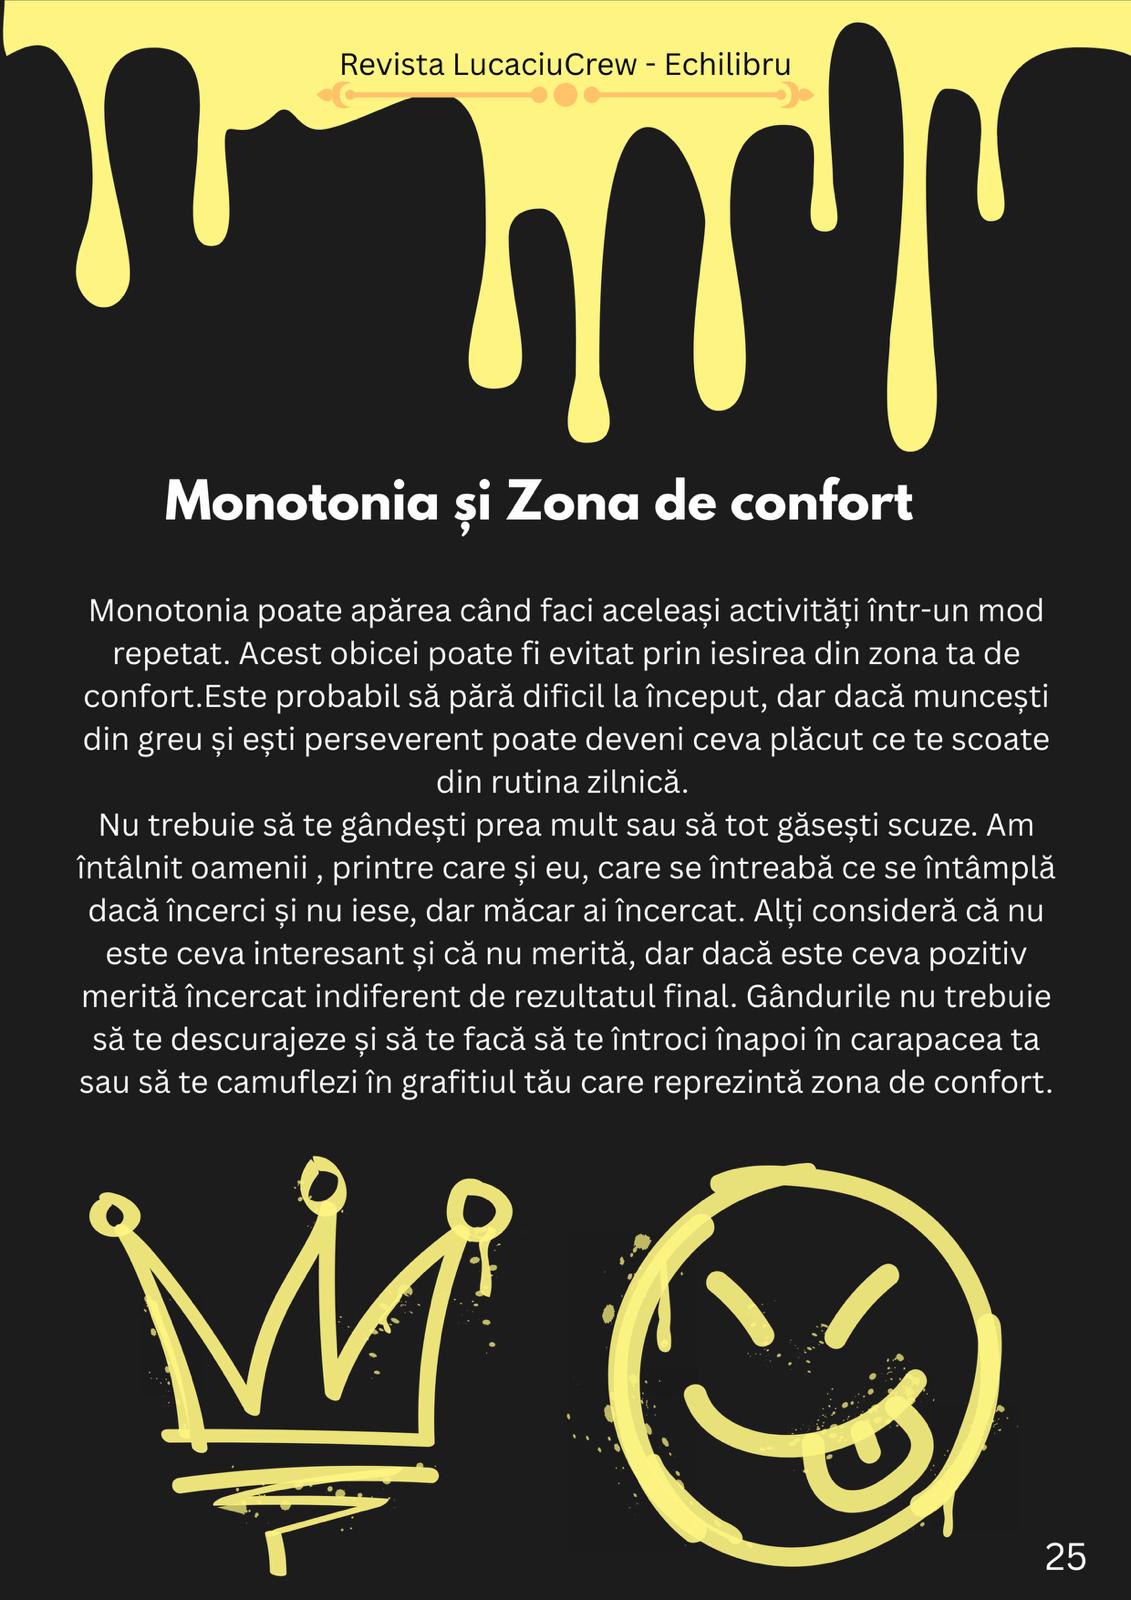 Revista LucaciuCrew - Echilibru
Monotonia și Zona de confort
Monotonia poate apărea când faci aceleași activități într-un mod
repetat. Acest obicei poate fi evitat prin iesirea din zona ta de
confort.Este probabil să pără dificil la început, dar dacă muncești
din greu și ești perseverent poate deveni ceva plăcut ce te scoate
din rutina zilnică.
Nu trebuie să te gândești prea mult sau să tot găsești scuze. Am
întâlnit oamenii , printre care și eu, care se întreabă ce se întâmplă
dacă încerci și nu iese, dar măcar ai încercat. Alți consideră că nu
este ceva interesant și că nu merită, dar dacă este ceva pozitiv
merită încercat indiferent de rezultatul final. Gândurile nu trebuie
să te descurajeze și să te facă să te întroci înapoi în carapacea ta
sau să te camuflezi în grafitiul tău care reprezintă zona de confort.
25